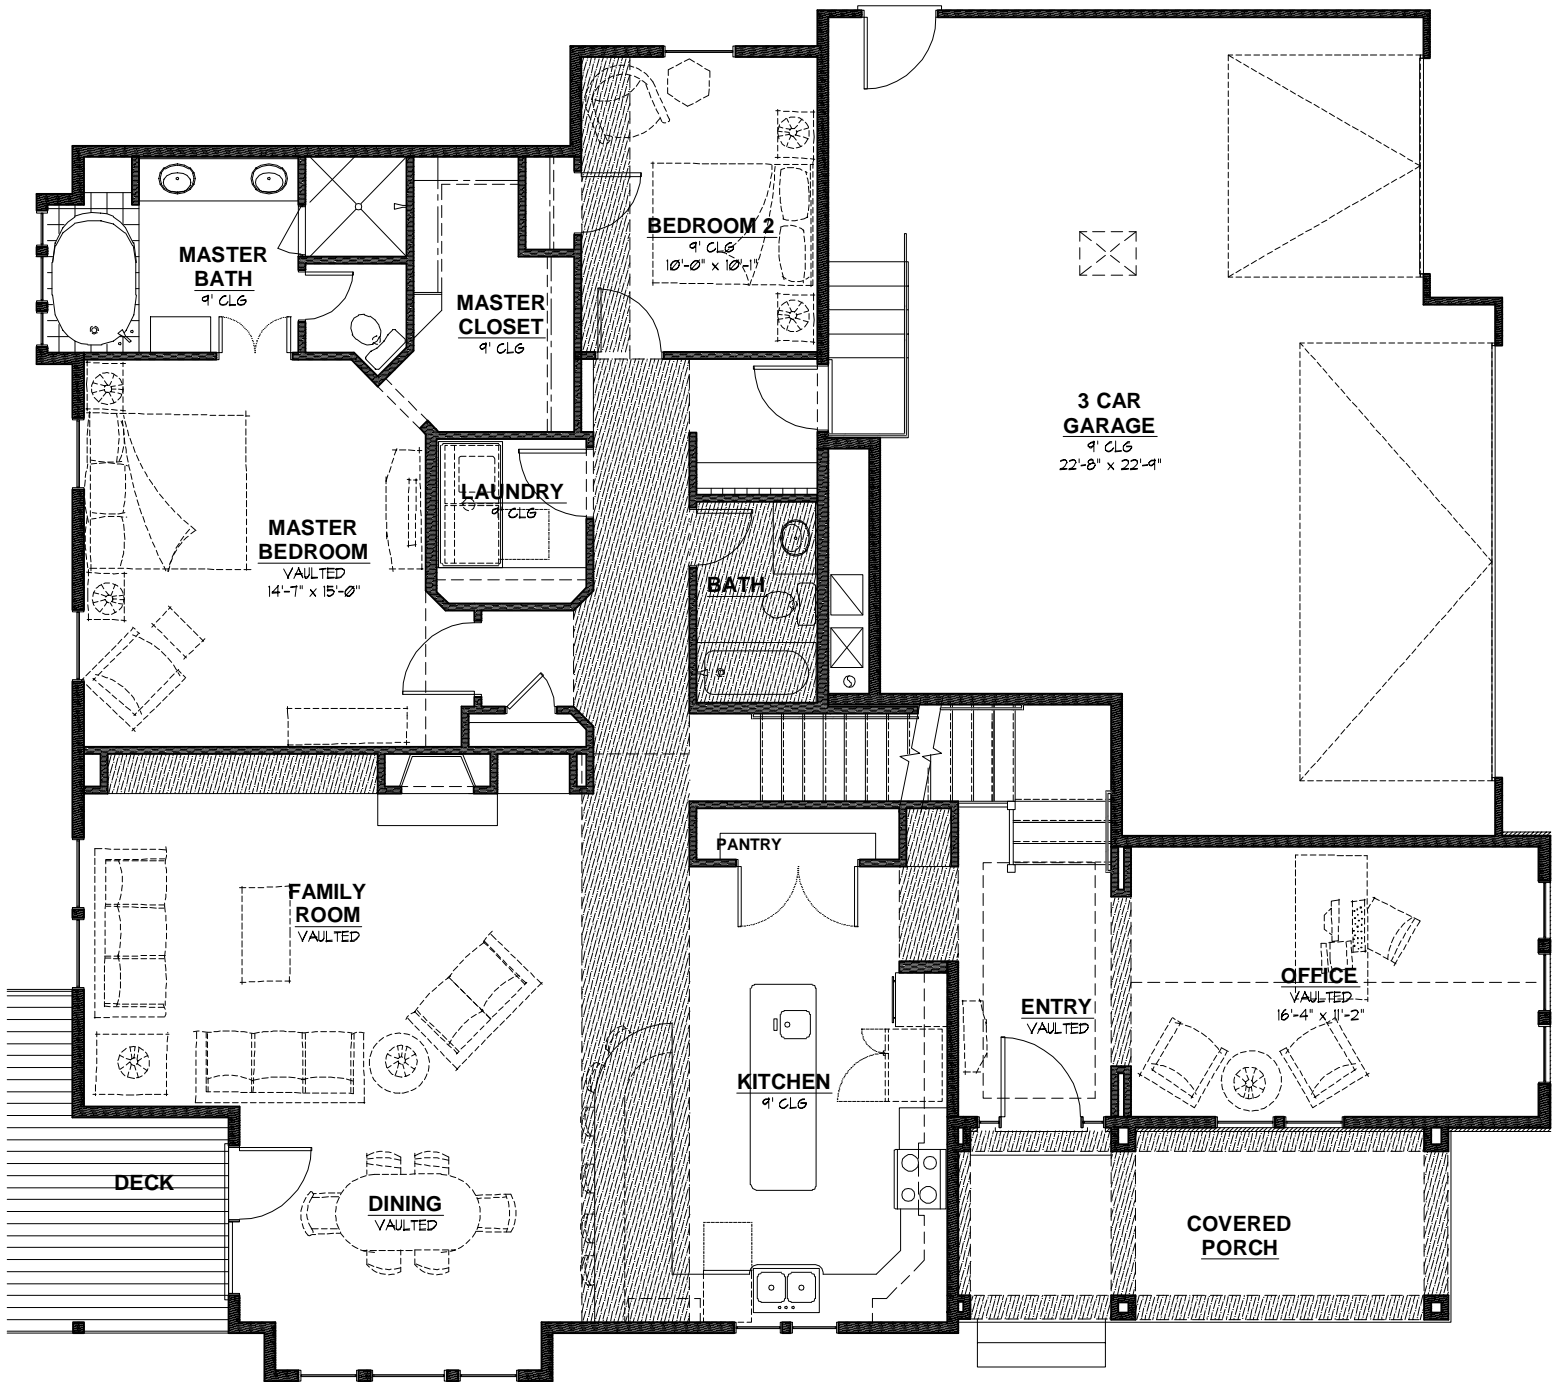 BEDROOM 2
9' CLG
10'-0" x 10'-1"
MASTER
BATH
9' CLG
MASTER
CLOSET
9' CLG
3 CAR
GARAGE
9' CLG
22'-8" x 22'-9"
LAUNDRY
9' CLG
MASTER
BEDROOM
VAULTED
14'-7" x 15'-0"
BATH
PANTRY
FAMILY
ROOM
VAULTED
OFFICE
VAULTED
16'-4" x 11'-2"
ENTRY
VAULTED
KITCHEN
9' CLG
DECK
DINING
VAULTED
COVERED
PORCH